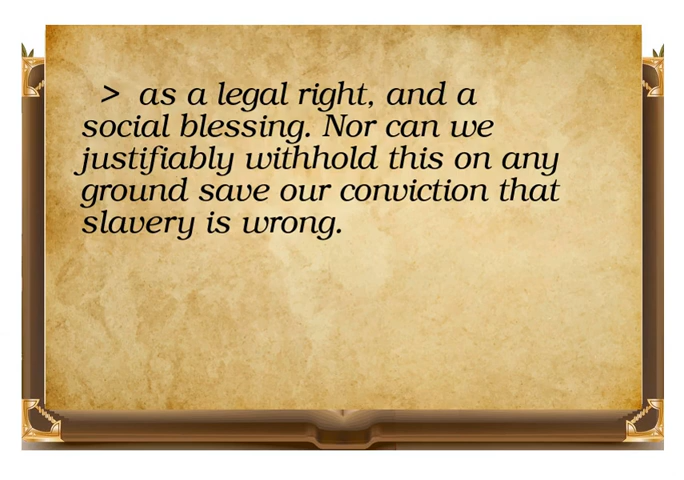 > as a legal right, and a
social blessing. Nor can we
justifiably withhold this on any
ground save our conviction that
slavery is wrong.